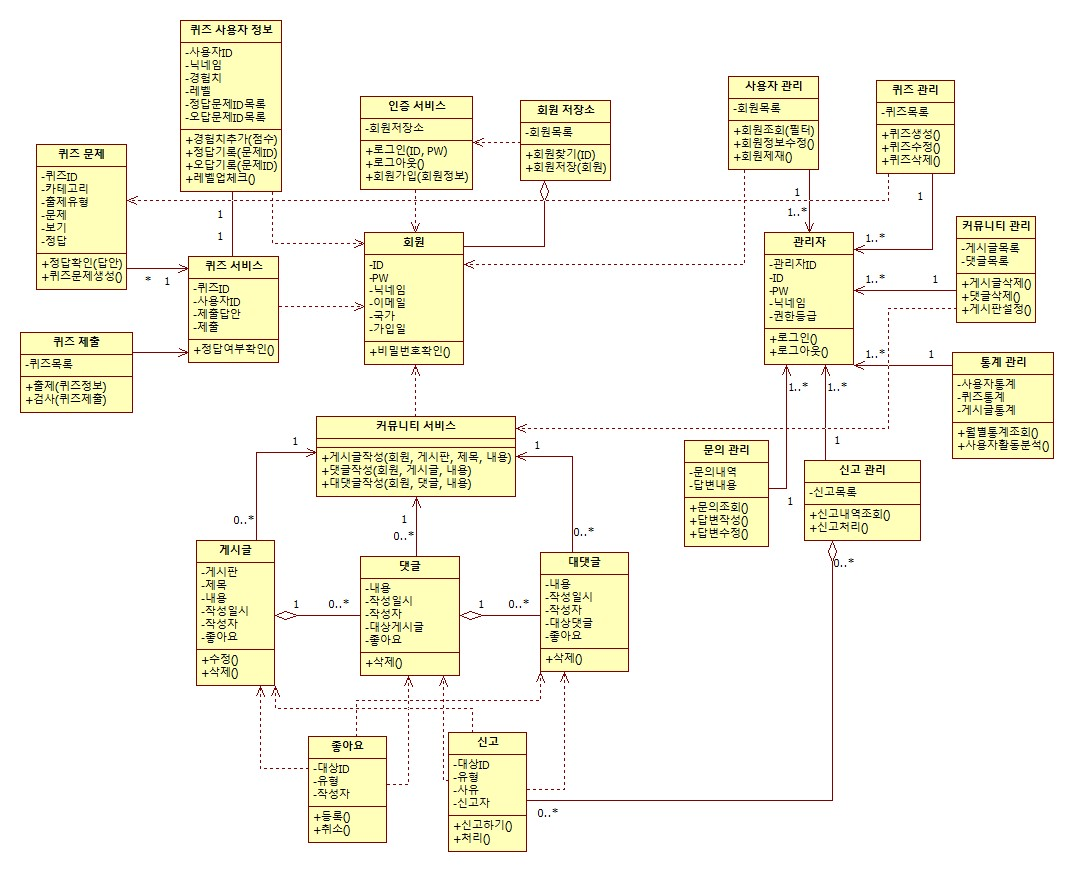 퀴즈 사용자 정보
-사용자ID
-닉네임
-경험치
-레벨
-정답문제ID목록
-오답문제ID목록
+경험치추가(점수)
+정답기록(문제ID)
+오답기록(문제ID)
+레벨업체크()
인증 서비스
-회원저장소
+로그인(ID, PW)
+로그아웃()
+회원가입(회원정보)
회원 저장소
-회원목록
+회원찾기(ID)
+회원저장(회원)
사용자 관리
-회원목록
+회원조회(필터)
+회원정보수정()
+회원제재()
퀴즈 관리
-퀴즈목록
+퀴즈생성()
+퀴즈수정()
+퀴즈삭제()
퀴즈 문제
-퀴즈ID
-카테고리
-출제유형
-문제
-보기
-정답
+정답확인(답안)
+퀴즈문제생성()
1
1
*
1
1
1..*
1
1..*
퀴즈 서비스
-퀴즈ID
-사용자ID
-제출답안
-제출
+정답여부확인()
회원
-ID
-PW
-닉네임
-이메일
-국가
-가입일
+비밀번호확인()
관리자
-관리자ID
-ID
-PW
-닉네임
-권한등급
+로그인()
+로그아웃()
커뮤니티 관리
-게시글목록
-댓글목록
+게시글삭제()
+댓글삭제()
+게시판설정()
1..*
1
퀴즈 제출
-퀴즈목록
+출제(퀴즈정보)
+검사(퀴즈제출)
1..*
1
통계 관리
-사용자통계
-퀴즈통계
-게시글통계
+월별통계조회()
+사용자활동분석()
1..*
1..*
커뮤니티 서비스
+게시글작성(회원, 게시판, 제목, 내용)
+댓글작성(회원, 게시글, 내용)
+대댓글작성(회원, 댓글, 내용)
1
1
문의 관리
-문의내역
-답변내용
+문의조회()
+답변작성()
+답변수정()
1
1
신고 관리
-신고목록
+신고내역조회()
+신고처리()
0..*
0..*
1
0..*
0..*
게시글
-게시판
-제목
-내용
-작성일시
-작성자
-좋아요
+수정()
+삭제()
1
0..*
댓글
-내용
-작성일시
-작성자
-대상게시글
-좋아요
+삭제()
1
0..*
대댓글
-내용
-작성일시
-작성자
-대상댓글
-좋아요
+삭제()
좋아요
-대상ID
-유형
-작성자
+등록()
+취소()
신고
-대상ID
-유형
-사유
-신고자
+신고하기()
+처리()
0..*